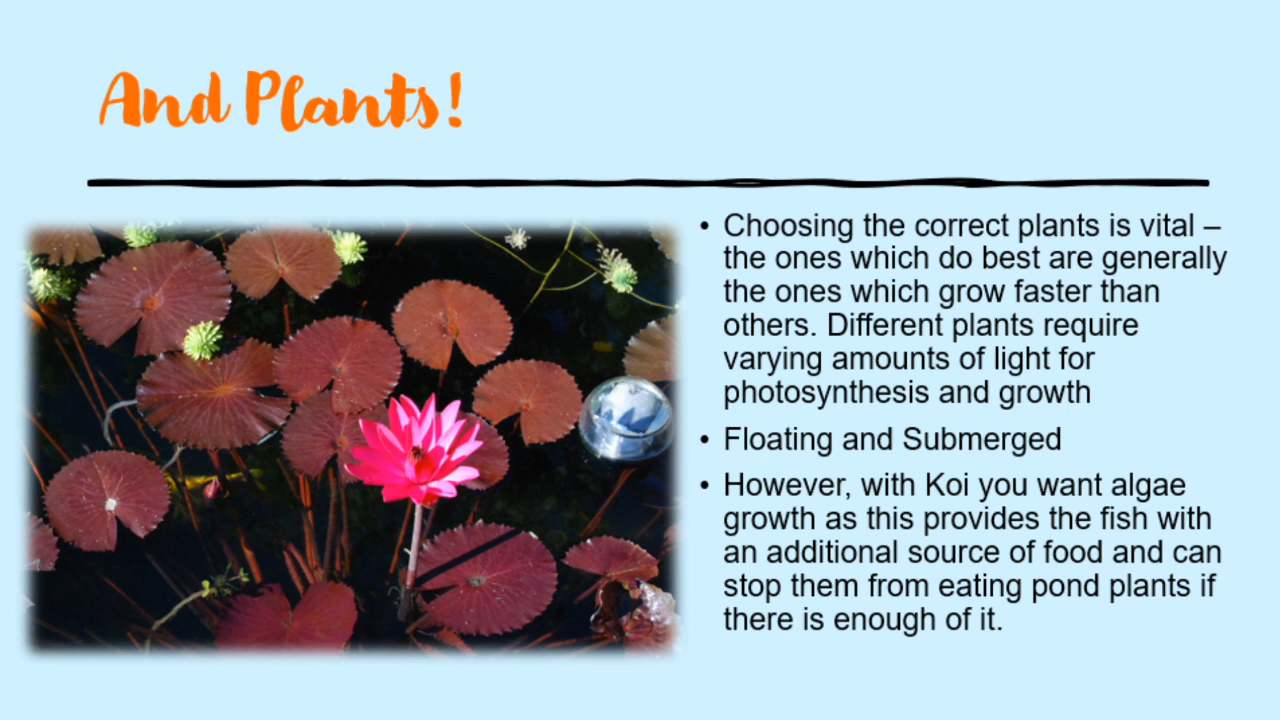 And Plants!
• Choosing the correct plants is vital –
the ones which do best are generally
the ones which grow faster than
others. Different plants require
varying amounts of light for
photosynthesis and growth
• Floating and Submerged
• However, with Koi you want algae
growth as this provides the fish with
an additional source of food and can
stop them from eating pond plants if
there is enough of it.